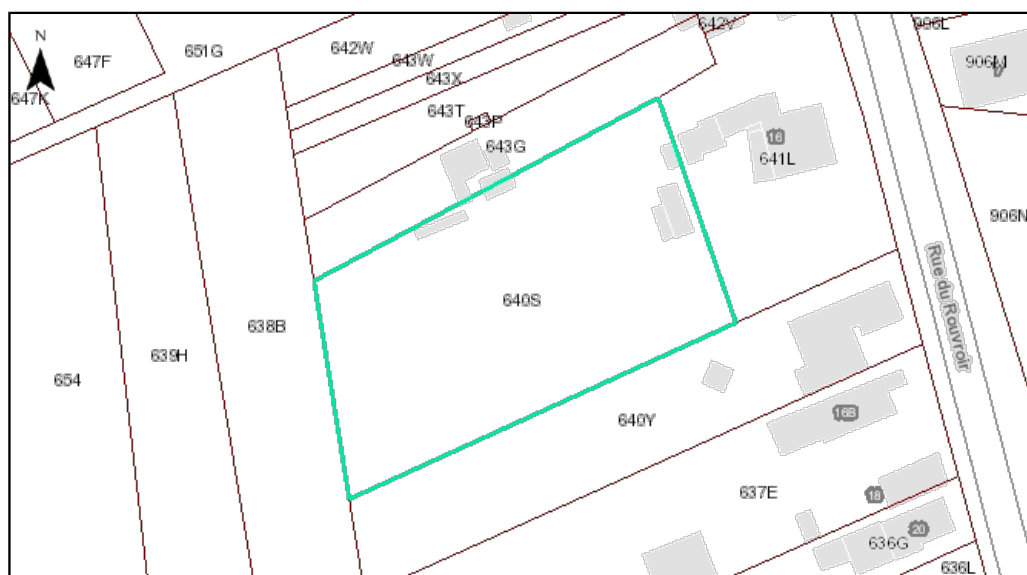 N
647F
651G
642W
642V
906L
643W
906M
643X
647K
643T
643P
643G
16
641L
906N
640S
Rue du Rouvroir
638B
639H
654
640Y
16B
637E
18
20
636G
636L